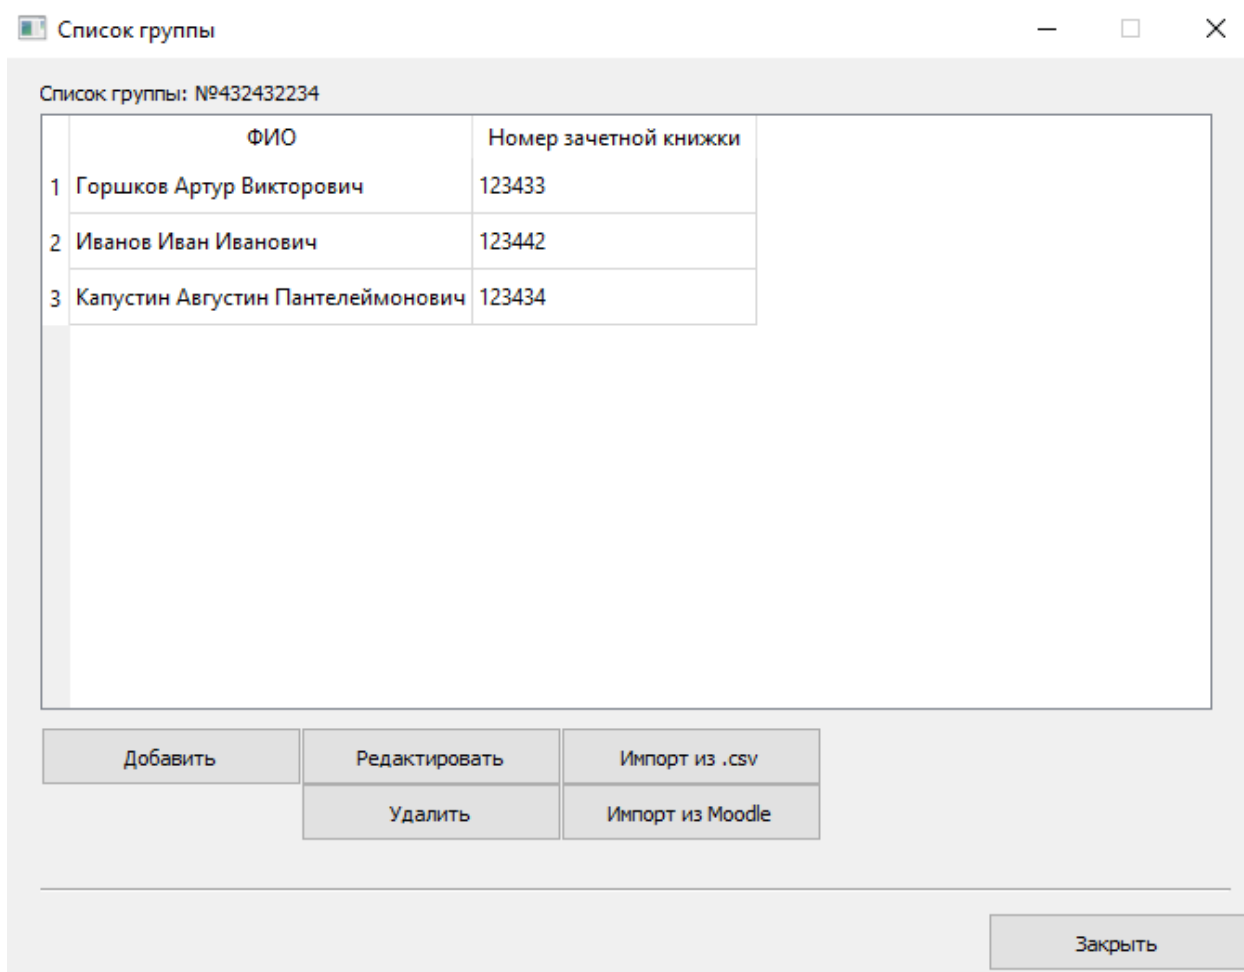 Список группы
Список группы: №432432234
ФИО Номер зачетной книжки
1 Горшков Артур Викторович 123433
2 Иванов Иван Иванович 123442
3 Капустин Августин Пантелеймонович 123434
Добавить Редактировать Импорт из .csv
Удалить Импорт из Moodle
Закрыть